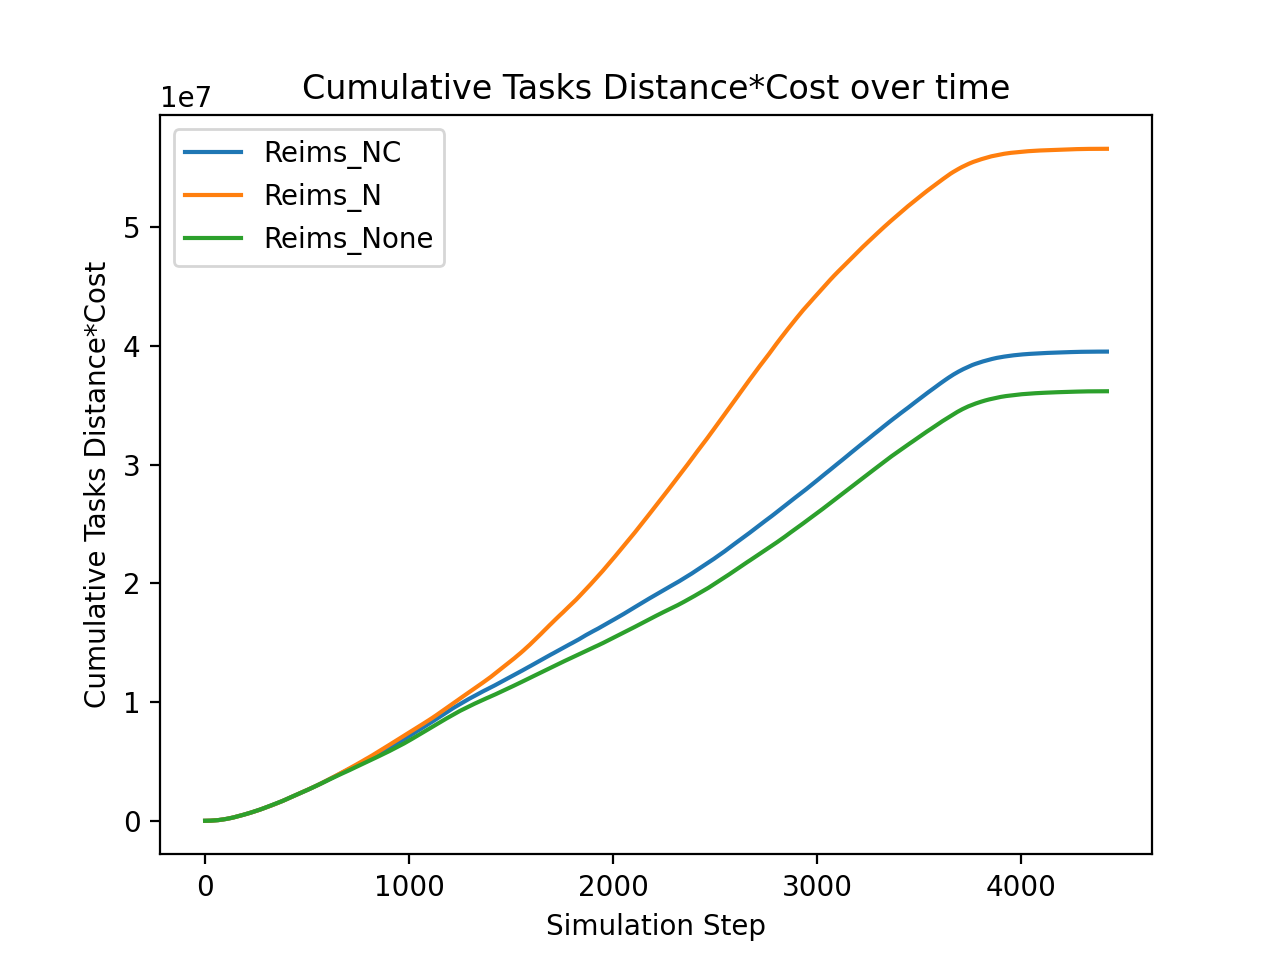 Cumulative Tasks Distance*Cost over time
1e7
Reims_NC
Reims_N
Reims_None
Cumulative Tasks Distance*Cost
5
4
3
2
1
0
0 1000 2000 3000 4000
Simulation Step